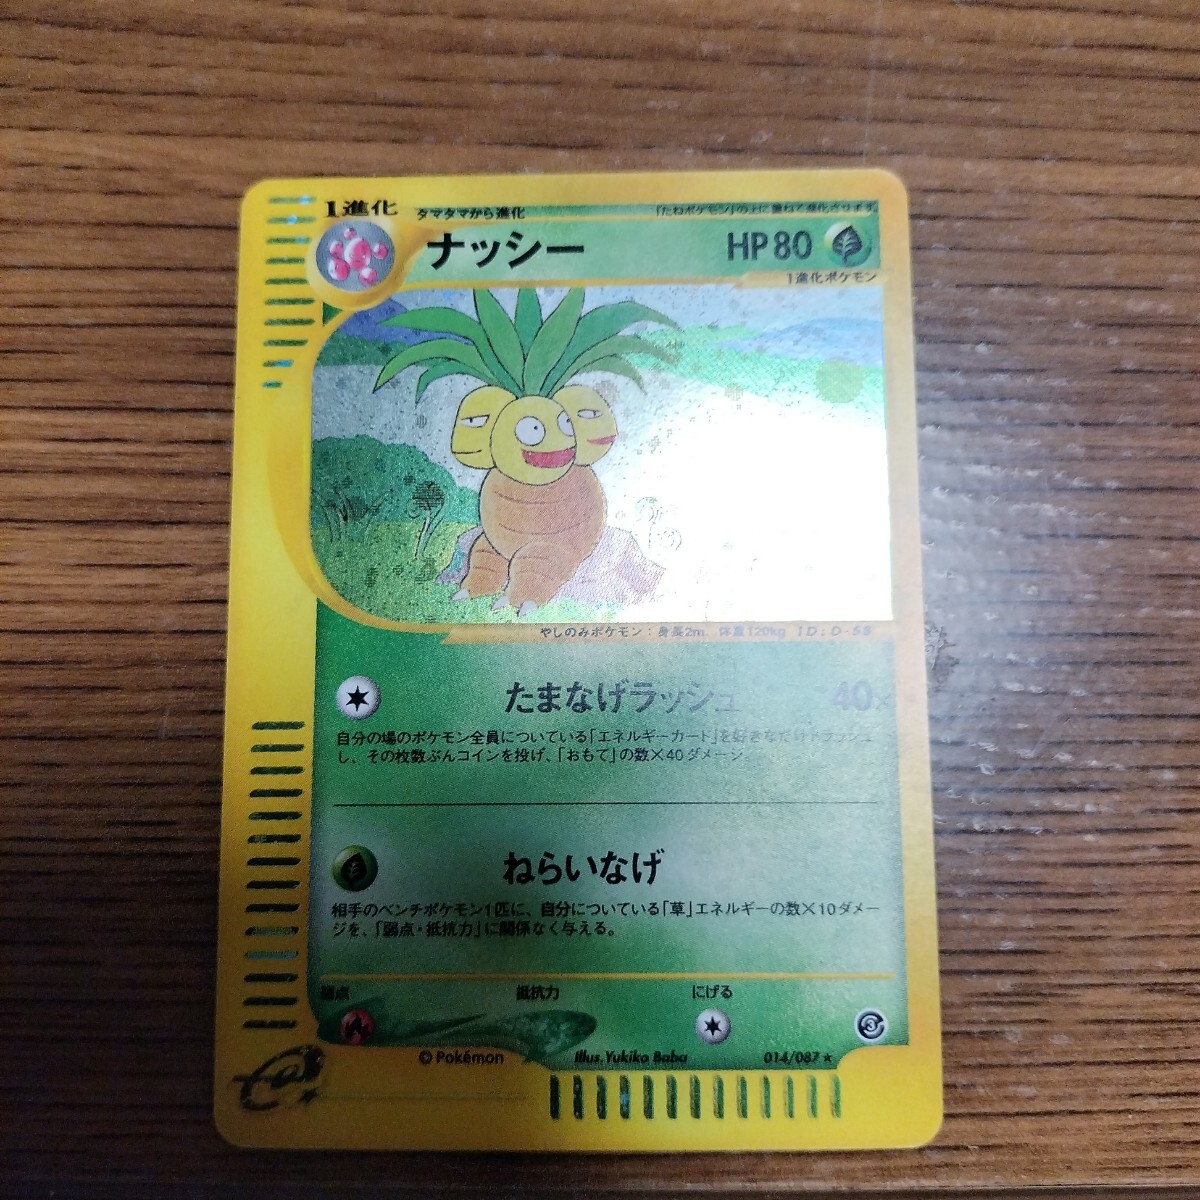 1進化
タマタマから進化
「たねポケモン」の上に重ねて進化させます
ナッシー
HP80
1進化ポケモン
やしのみポケモン：身長2m 体重120kg ID:D-55
たまなげラッシュ 40×
自分の場のポケモン全員についている「エネルギーカード」を好きなだけトラッシュ
し、その枚数ぶんコインを投げ、「おもて」の数×40ダメージ。
ねらいなげ
相手のベンチポケモン1匹に、自分についている「草」エネルギーの数×10ダメー
ジを、「弱点・抵抗力」に関係なく与える。
弱点 抵抗力 にげる
3
© Pokémon Illus.Yukiko Baba 014/087 ★
e